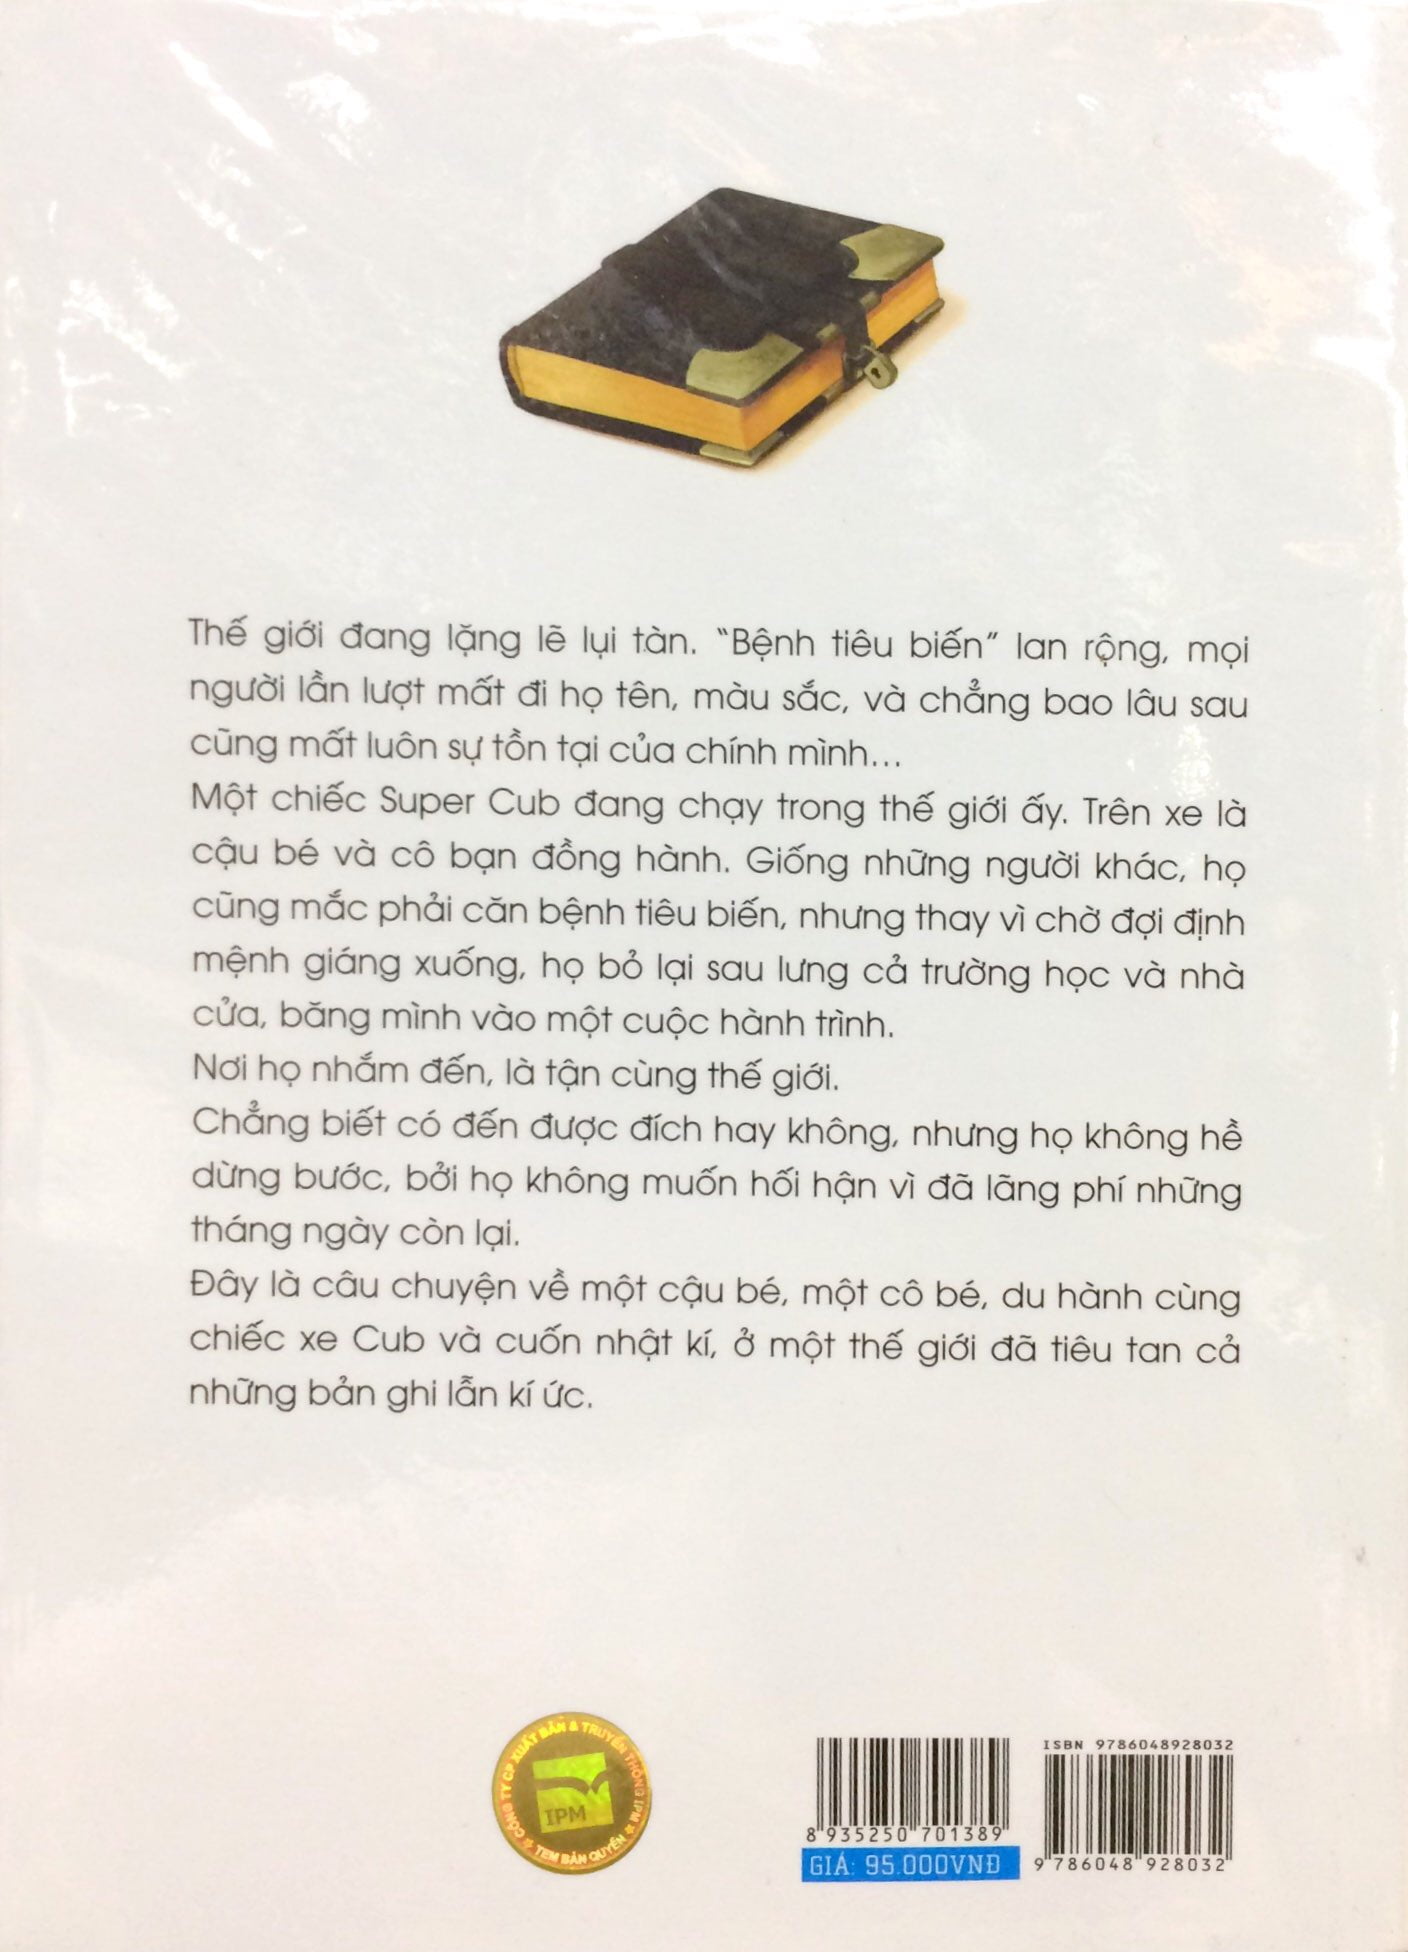 Thế giới đang lặng lẽ lụi tàn. “Bệnh tiêu biến” lan rộng, mọi
người lần lượt mất đi họ tên, màu sắc, và chẳng bao lâu sau
cũng mất luôn sự tồn tại của chính mình...
Một chiếc Super Cub đang chạy trong thế giới ấy. Trên xe là
cậu bé và cô bạn đồng hành. Giống những người khác, họ
cũng mắc phải căn bệnh tiêu biến, nhưng thay vì chờ đợi định
mệnh giáng xuống, họ bỏ lại sau lưng cả trường học và nhà
cửa, băng mình vào một cuộc hành trình.
Nơi họ nhắm đến, là tận cùng thế giới.
Chẳng biết có đến được đích hay không, nhưng họ không hề
dừng bước, bởi họ không muốn hối hận vì đã lãng phí những
tháng ngày còn lại.
Đây là câu chuyện về một cậu bé, một cô bé, du hành cùng
chiếc xe Cub và cuốn nhật kí, ở một thế giới đã tiêu tan cả
những bản ghi lẫn kí ức.
CÔNG TY CP XUẤT BẢN & TRUYỀN THÔNG IPM
IPM
TEM BẢN QUYỀN
8 935250 701389
GIÁ: 95.000VNĐ
ISBN 9786048928032
9 786048 928032